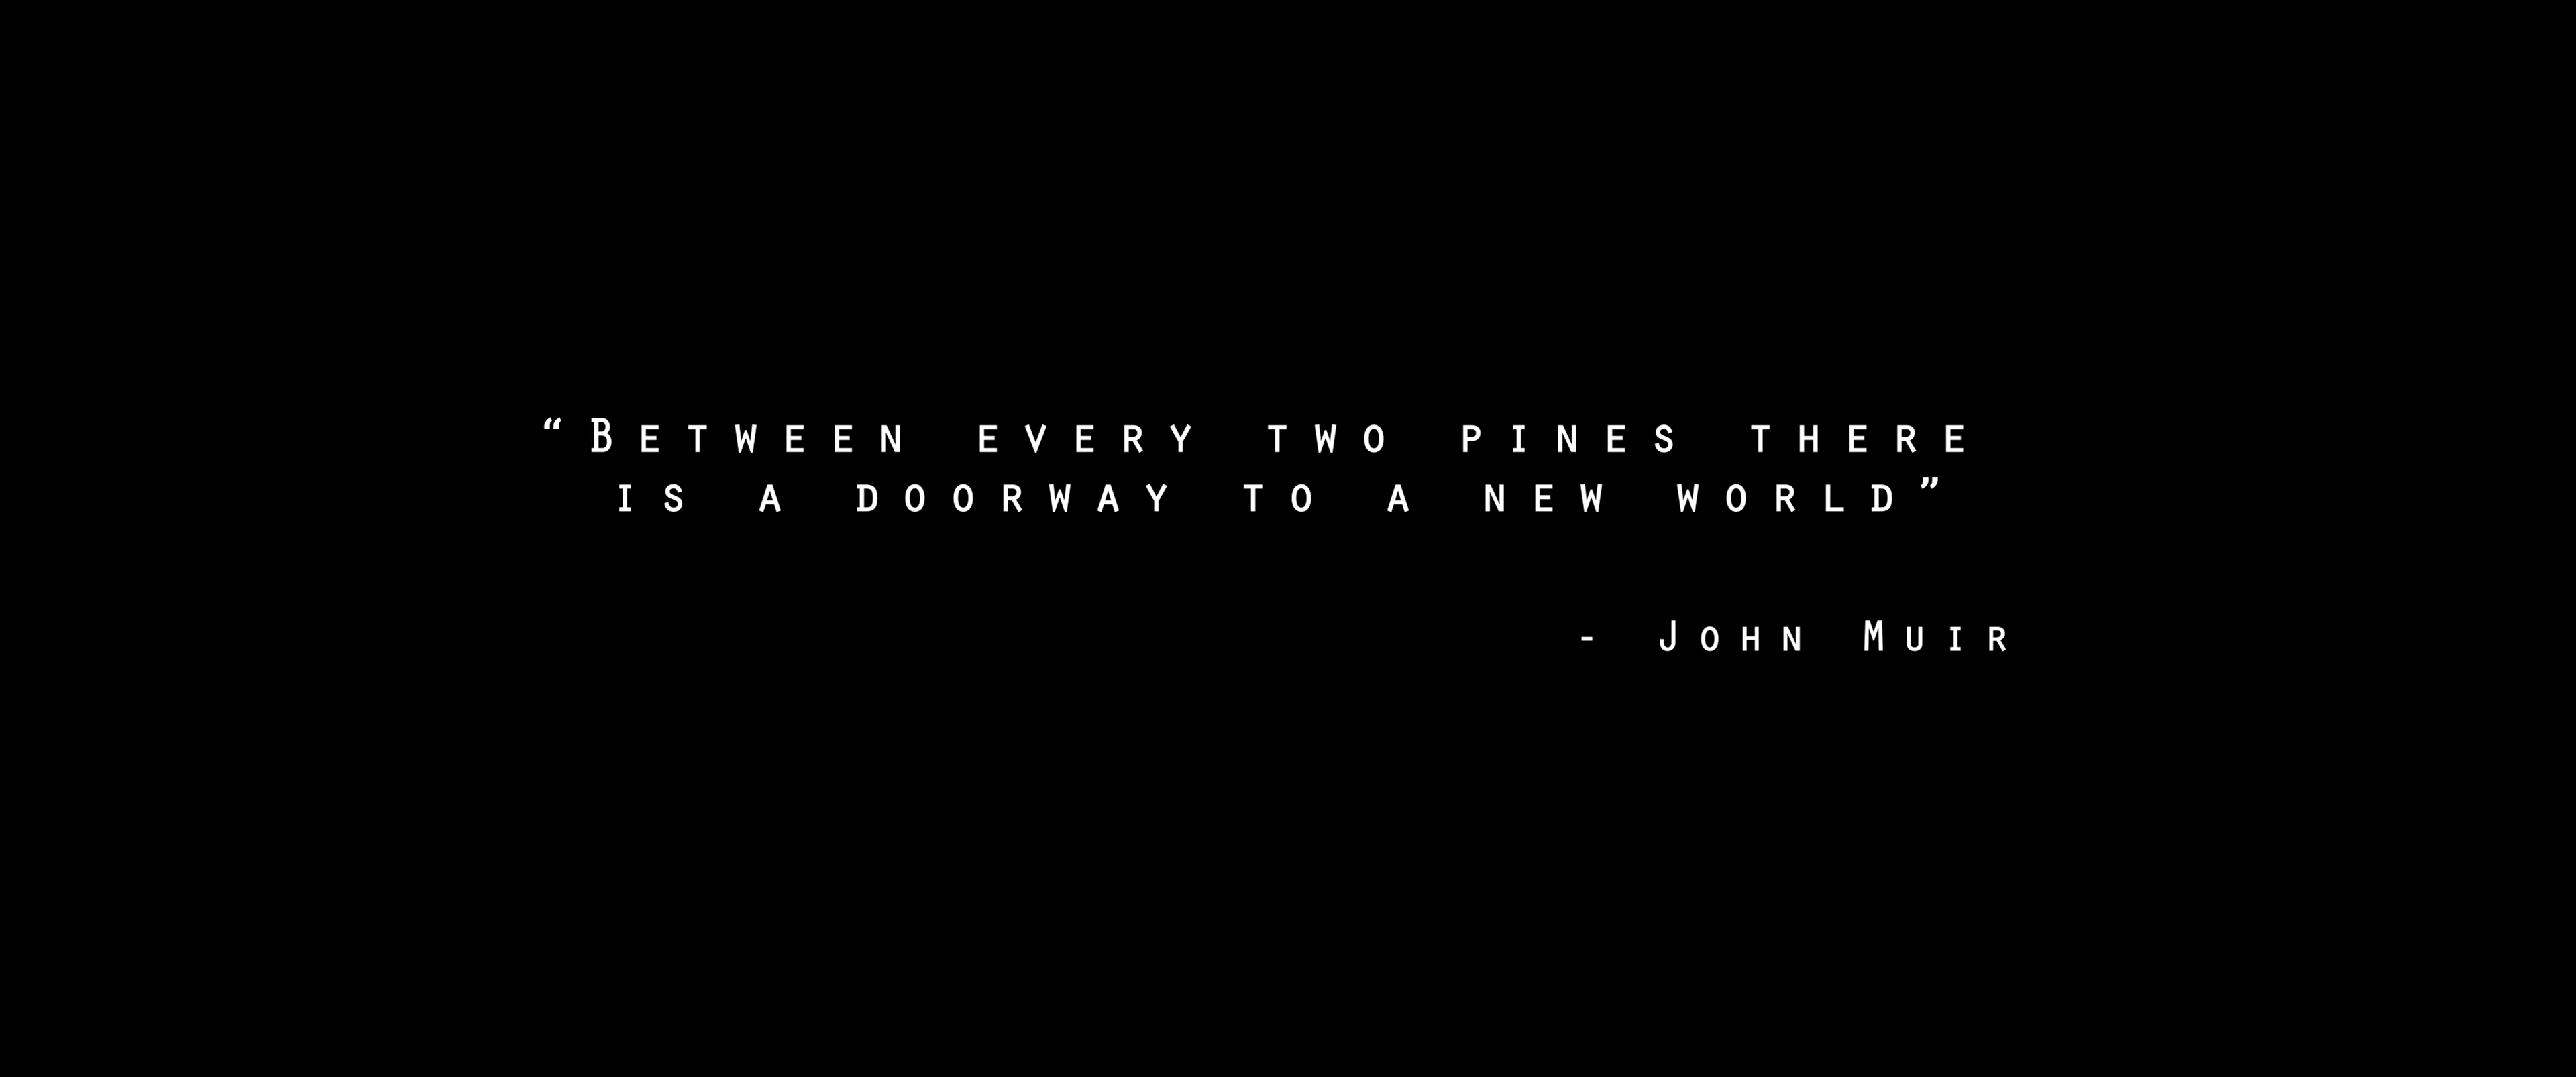 “Between every two pines there
is a doorway to a new world”
- John Muir